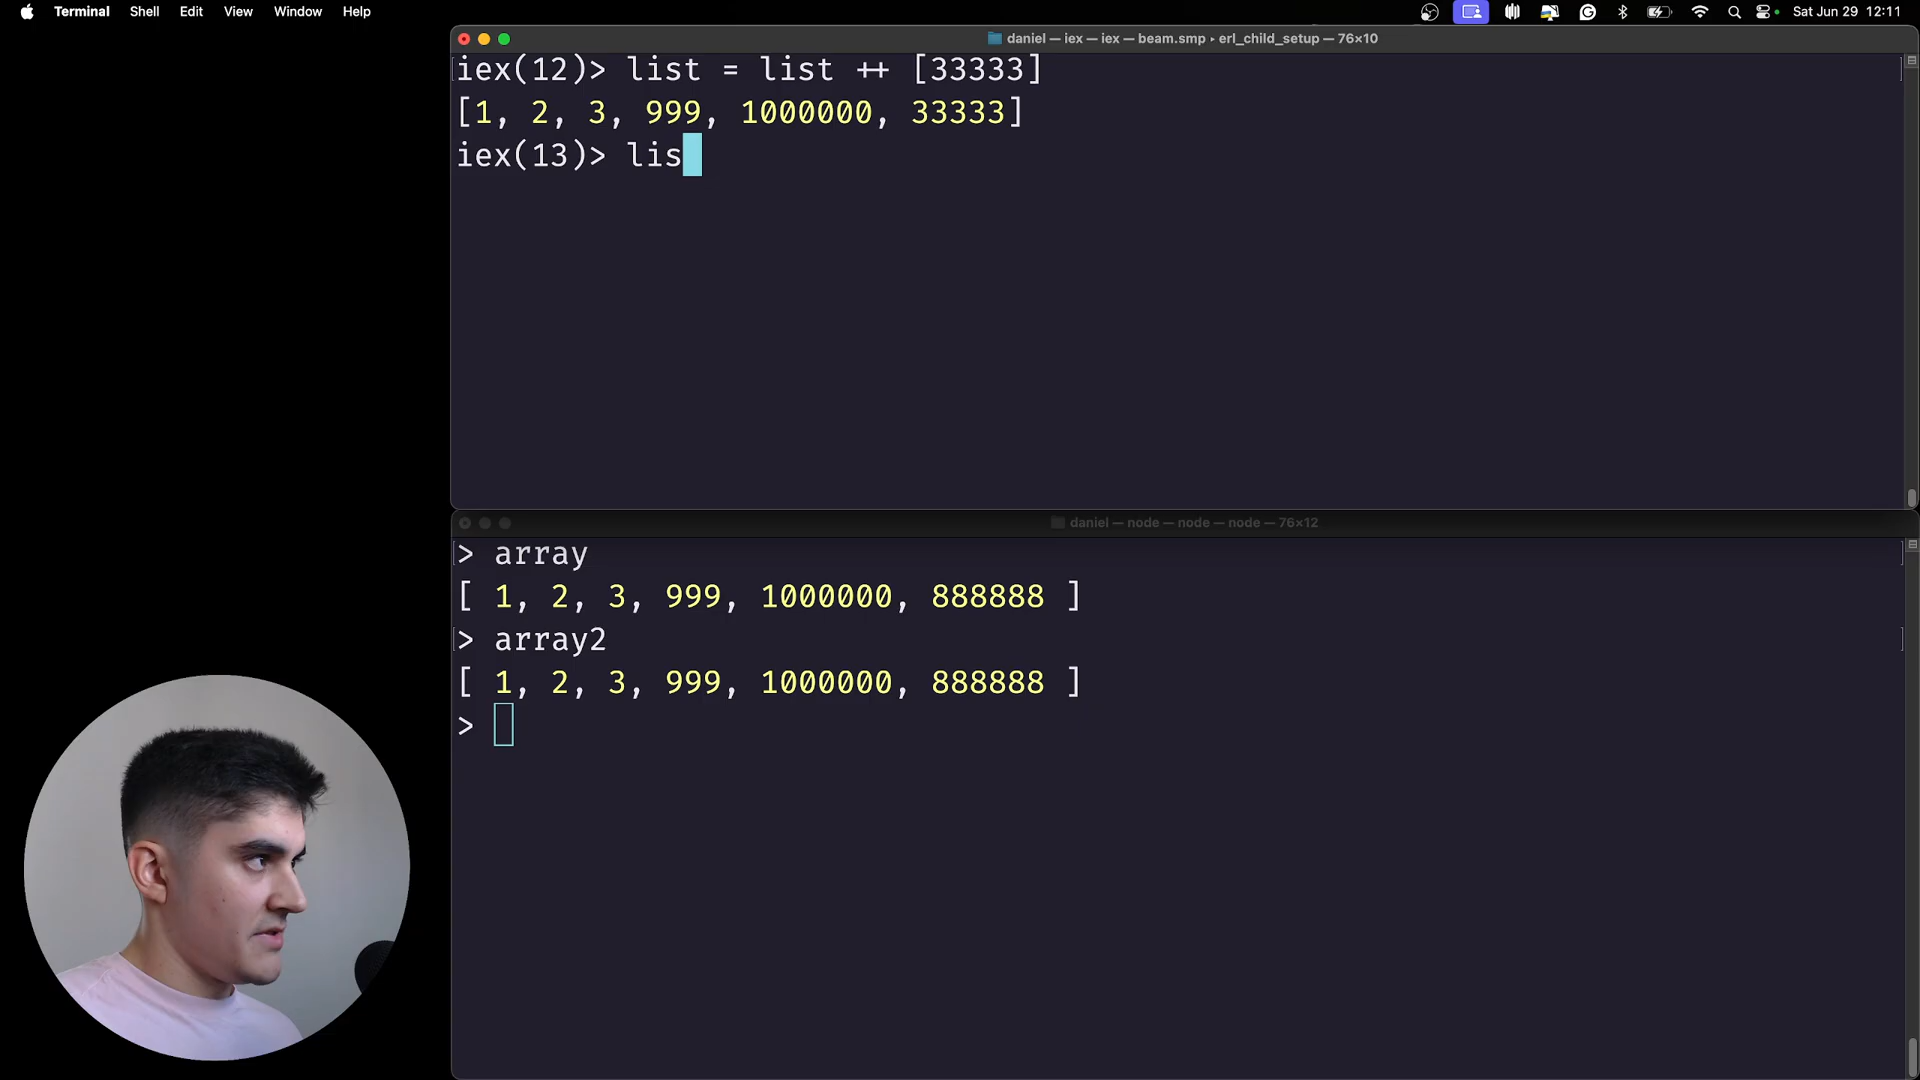 Terminal Shell Edit View Window Help Sat Jun 29 12:11
daniel — iex — iex — beam.smp ▸ erl_child_setup — 76×10
iex(12)> list = list ++ [33333]
[1, 2, 3, 999, 1000000, 33333]
iex(13)> lis
daniel — node — node — node — 76×12
> array
[ 1, 2, 3, 999, 1000000, 888888 ]
> array2
[ 1, 2, 3, 999, 1000000, 888888 ]
>